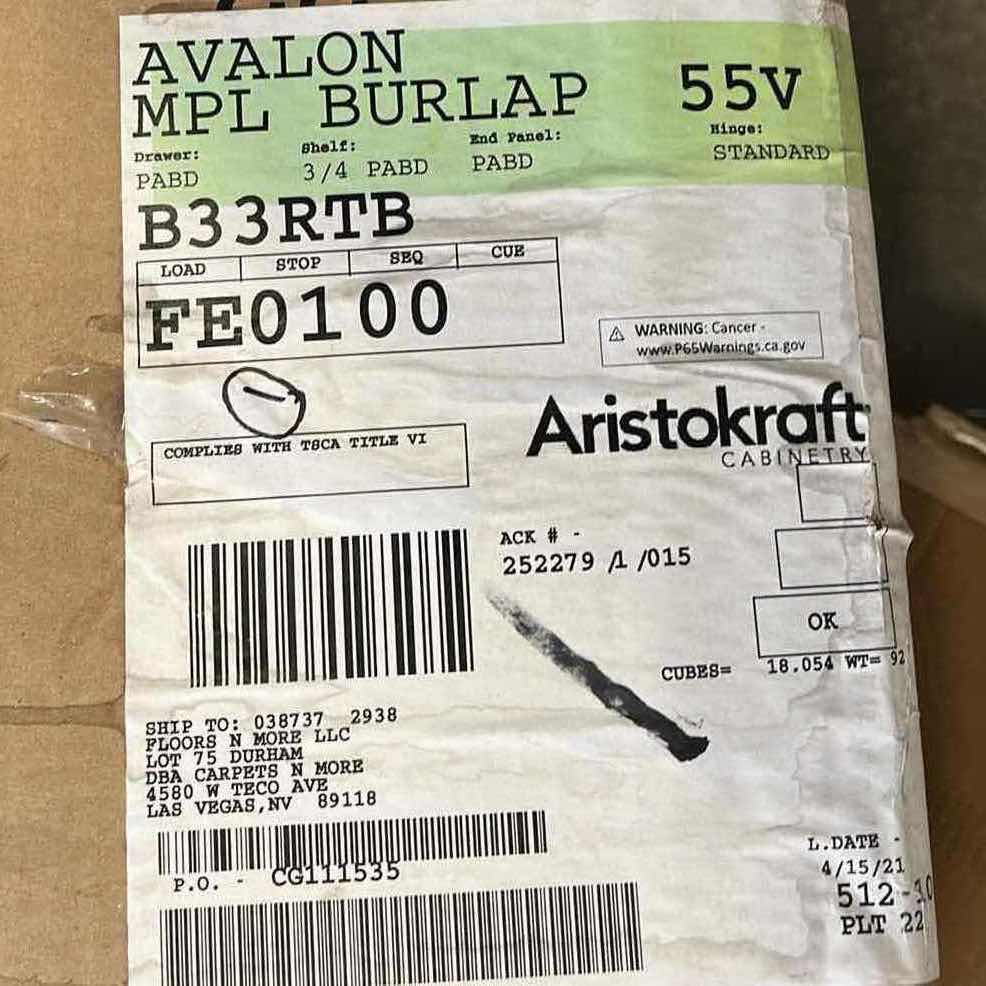 AVALON
MPL BURLAP 55V
Drawer: Shelf: End Panel: Hinge:
PABD 3/4 PABD PABD STANDARD
B33RTB
LOAD STOP SEQ CUE
FE0100
WARNING: Cancer -
www.P65Warnings.ca.gov
COMPLIES WITH TSCA TITLE VI
Aristokraft
CABINETRY
ACK # -
252279 /1 /015
OK
CUBES= 18.054 WT= 92
SHIP TO: 038737 2938
FLOORS N MORE LLC
LOT 75 DURHAM
DBA CARPETS N MORE
4580 W TECO AVE
LAS VEGAS,NV 89118
P.O. - CG111535
L.DATE -
4/15/21
512-10
PLT 22